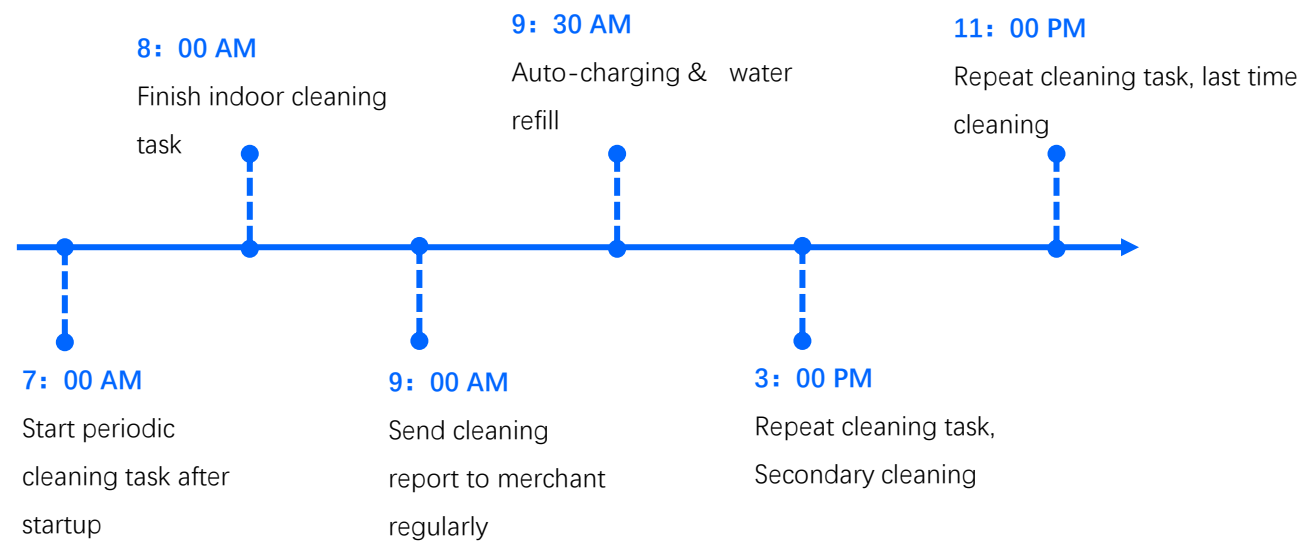 7：00 AM
Start periodic
cleaning task after
startup
8：00 AM
Finish indoor cleaning
task
9：00 AM
Send cleaning
report to merchant
regularly
9：30 AM
Auto-charging & water
refill
3：00 PM
Repeat cleaning task,
Secondary cleaning
11：00 PM
Repeat cleaning task, last time
cleaning